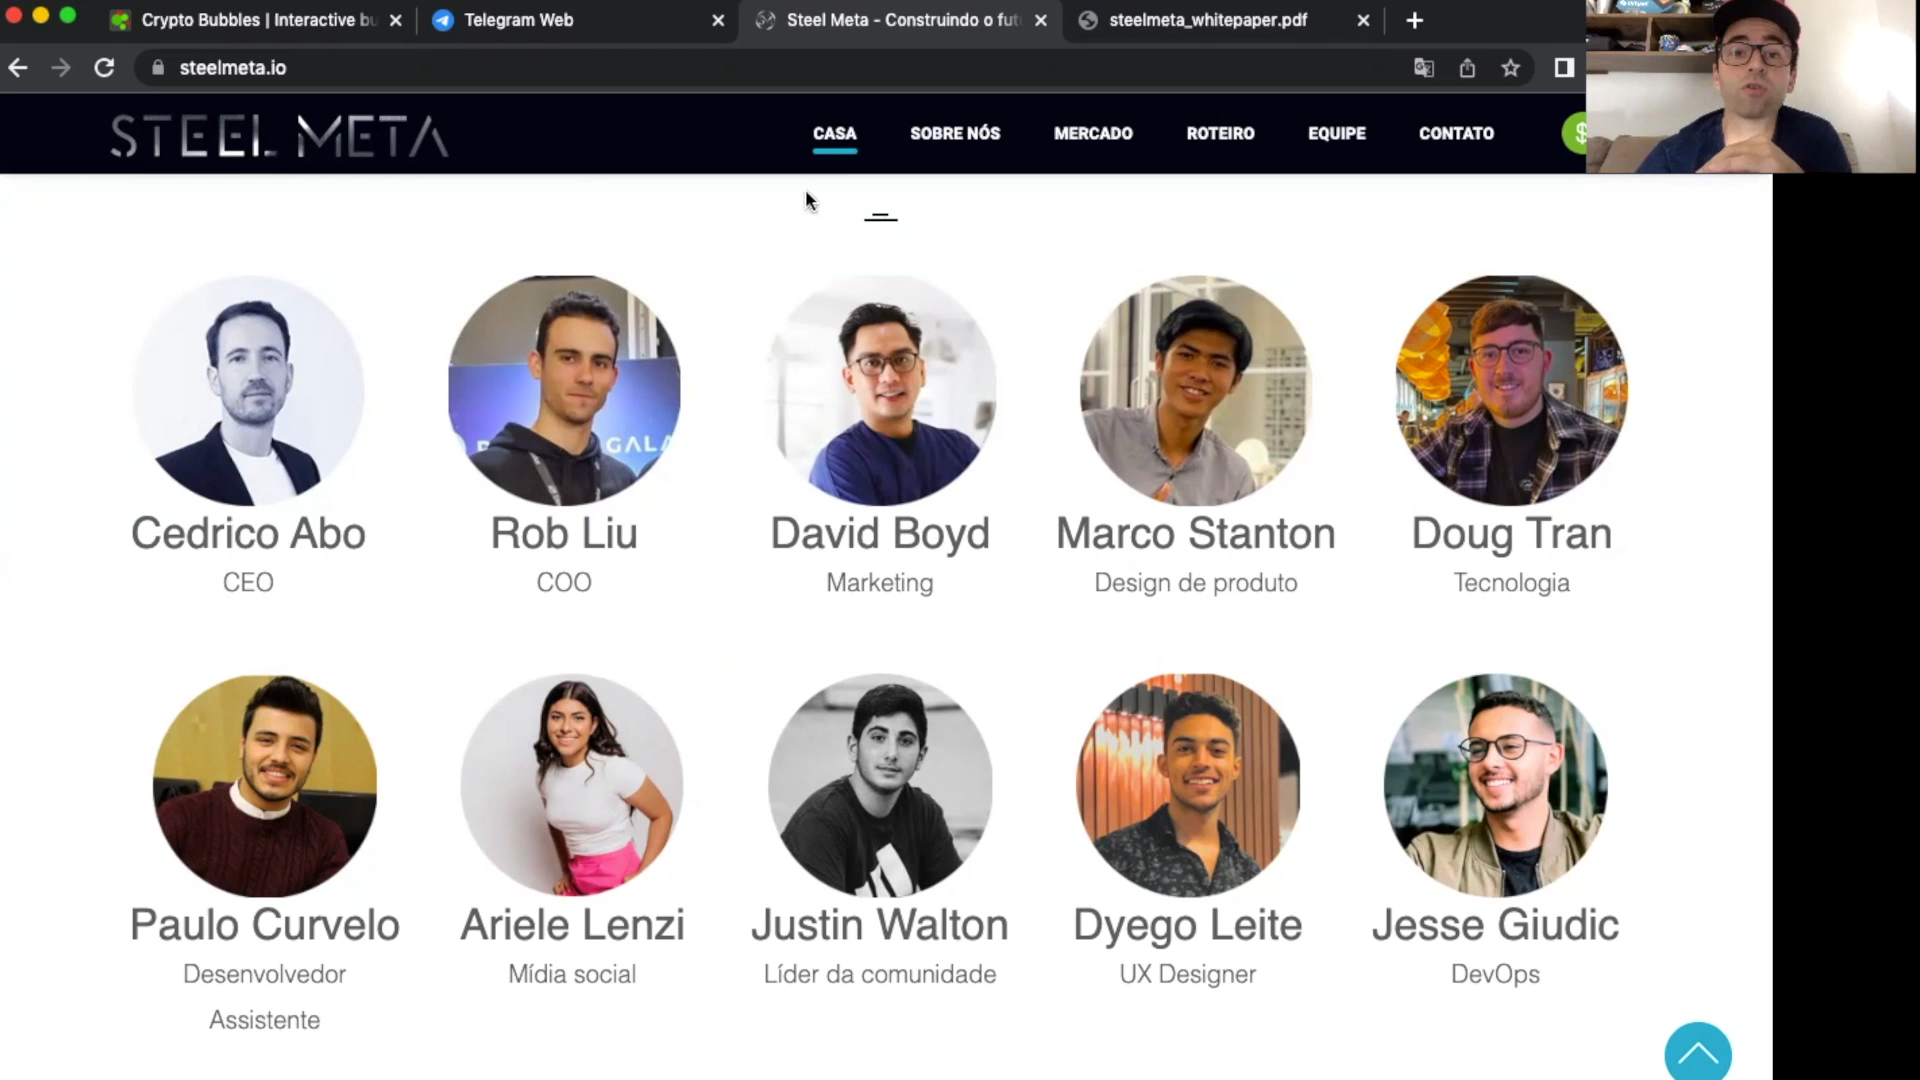 Crypto Bubbles | Interactive bu
Telegram Web
Steel Meta - Construindo o fut
steelmeta_whitepaper.pdf
steelmeta.io
STEEL META
CASA
SOBRE NÓS
MERCADO
ROTEIRO
EQUIPE
CONTATO
$
GALA
Cedrico Abo
CEO
Rob Liu
COO
David Boyd
Marketing
Marco Stanton
Design de produto
Doug Tran
Tecnologia
Paulo Curvelo
Desenvolvedor
Assistente
Ariele Lenzi
Mídia social
Justin Walton
Líder da comunidade
Dyego Leite
UX Designer
Jesse Giudic
DevOps